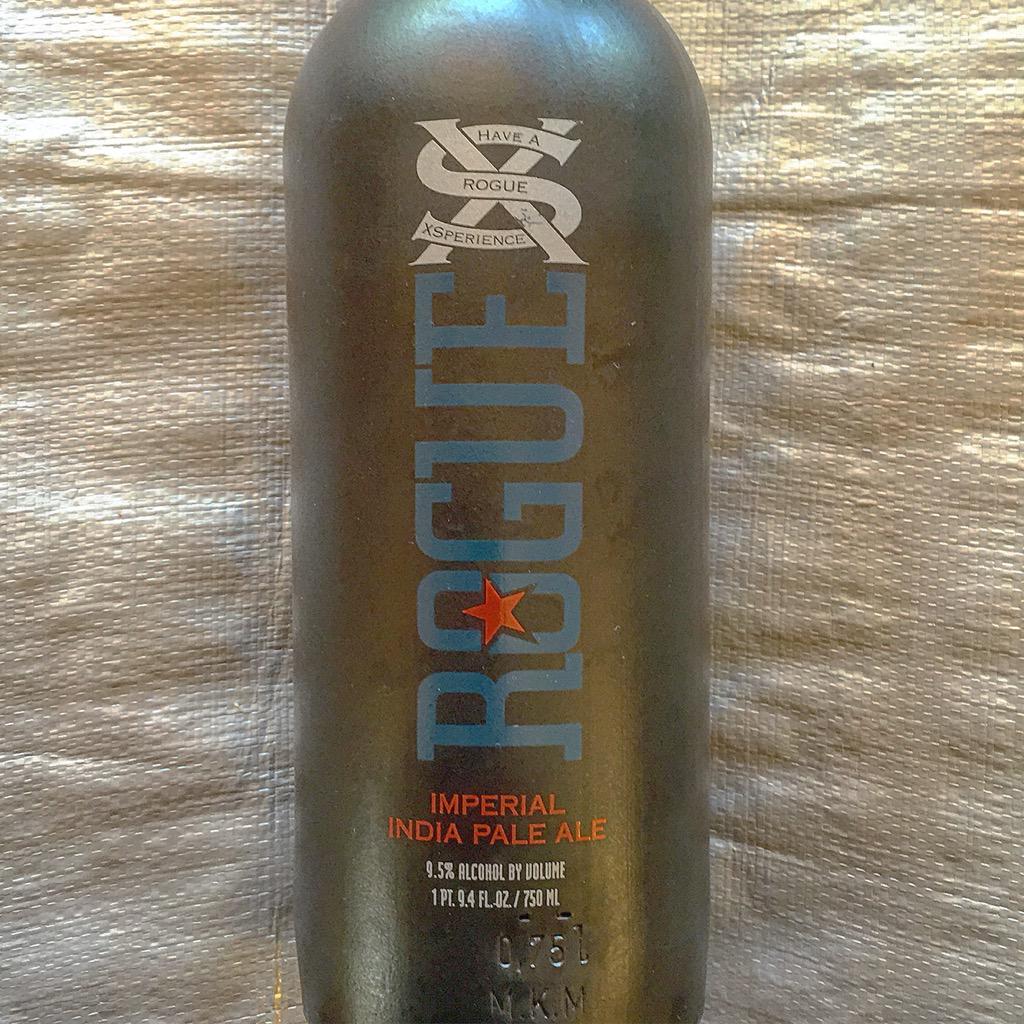 HAVE A
ROGUE
XSPERIENCE
ROGUE
IMPERIAL
INDIA PALE ALE
9.5% ALCOHOL BY VOLUME
1 PT. 9.4 FL.OZ. / 750 ML
0,75l
M.K.M